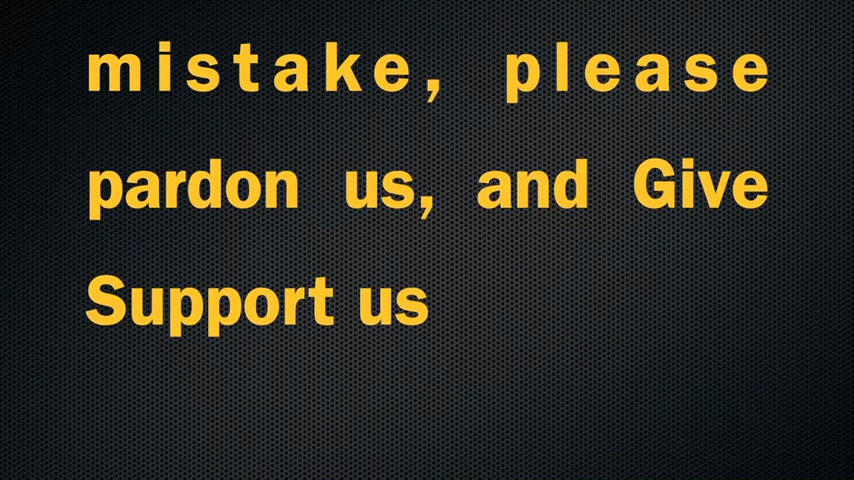 mistake, please
pardon us, and Give
Support us